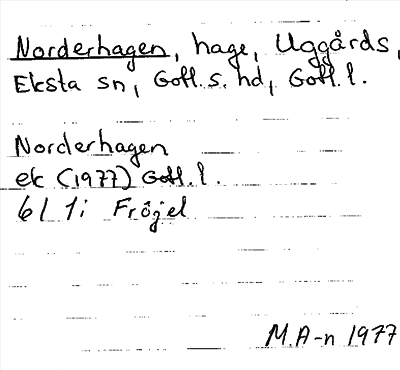 Norderhagen, hage, Uggårds,
Eksta sn, Gotl. s. hd, Gotl. l.
Norderhagen
ek (1977) Gotl. l.
6I 1i Fröjel
M. A-n 1977